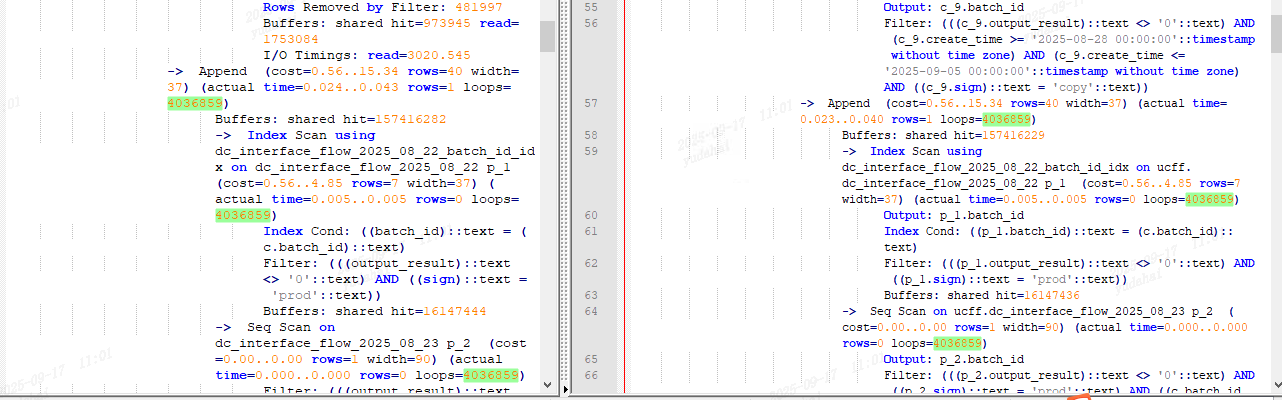 Rows Removed by Filter: 481997
Buffers: shared hit=973945 read=
1753084
I/O Timings: read=3020.545
->  Append  (cost=0.56..15.34 rows=40 width=
37) (actual time=0.024..0.043 rows=1 loops=
4036859)
Buffers: shared hit=157416282
->  Index Scan using
dc_interface_flow_2025_08_22_batch_id_id
x on dc_interface_flow_2025_08_22 p_1
(cost=0.56..4.85 rows=7 width=37) (
actual time=0.005..0.005 rows=0 loops=
4036859)
Index Cond: ((batch_id)::text = (
c.batch_id)::text)
Filter: (((output_result)::text
<> '0'::text) AND ((sign)::text =
'prod'::text))
Buffers: shared hit=16147444
->  Seq Scan on
dc_interface_flow_2025_08_23 p_2  (cost
=0.00..0.00 rows=1 width=90) (actual
time=0.000..0.000 rows=0 loops=4036859)
Filter: (((output_result)::text
55 Output: c_9.batch_id
56 Filter: (((c_9.output_result)::text <> '0'::text) AND
(c_9.create_time >= '2025-08-28 00:00:00'::timestamp
without time zone) AND (c_9.create_time <=
'2025-09-05 00:00:00'::timestamp without time zone)
AND ((c_9.sign)::text = 'copy'::text))
57 ->  Append  (cost=0.56..15.34 rows=40 width=37) (actual time=
0.023..0.040 rows=1 loops=4036859)
58 Buffers: shared hit=157416229
59 ->  Index Scan using
dc_interface_flow_2025_08_22_batch_id_idx on ucff.
dc_interface_flow_2025_08_22 p_1  (cost=0.56..4.85 rows=7
width=37) (actual time=0.005..0.005 rows=0 loops=4036859)
60 Output: p_1.batch_id
61 Index Cond: ((p_1.batch_id)::text = (c.batch_id)::
text)
62 Filter: (((p_1.output_result)::text <> '0'::text) AND
((p_1.sign)::text = 'prod'::text))
63 Buffers: shared hit=16147436
64 ->  Seq Scan on ucff.dc_interface_flow_2025_08_23 p_2  (
cost=0.00..0.00 rows=1 width=90) (actual time=0.000..0.000
rows=0 loops=4036859)
65 Output: p_2.batch_id
66 Filter: (((p_2.output_result)::text <> '0'::text) AND
((p_2.sign)::text = 'prod'::text) AND ((c.batch_id
2025-09-17 11:01